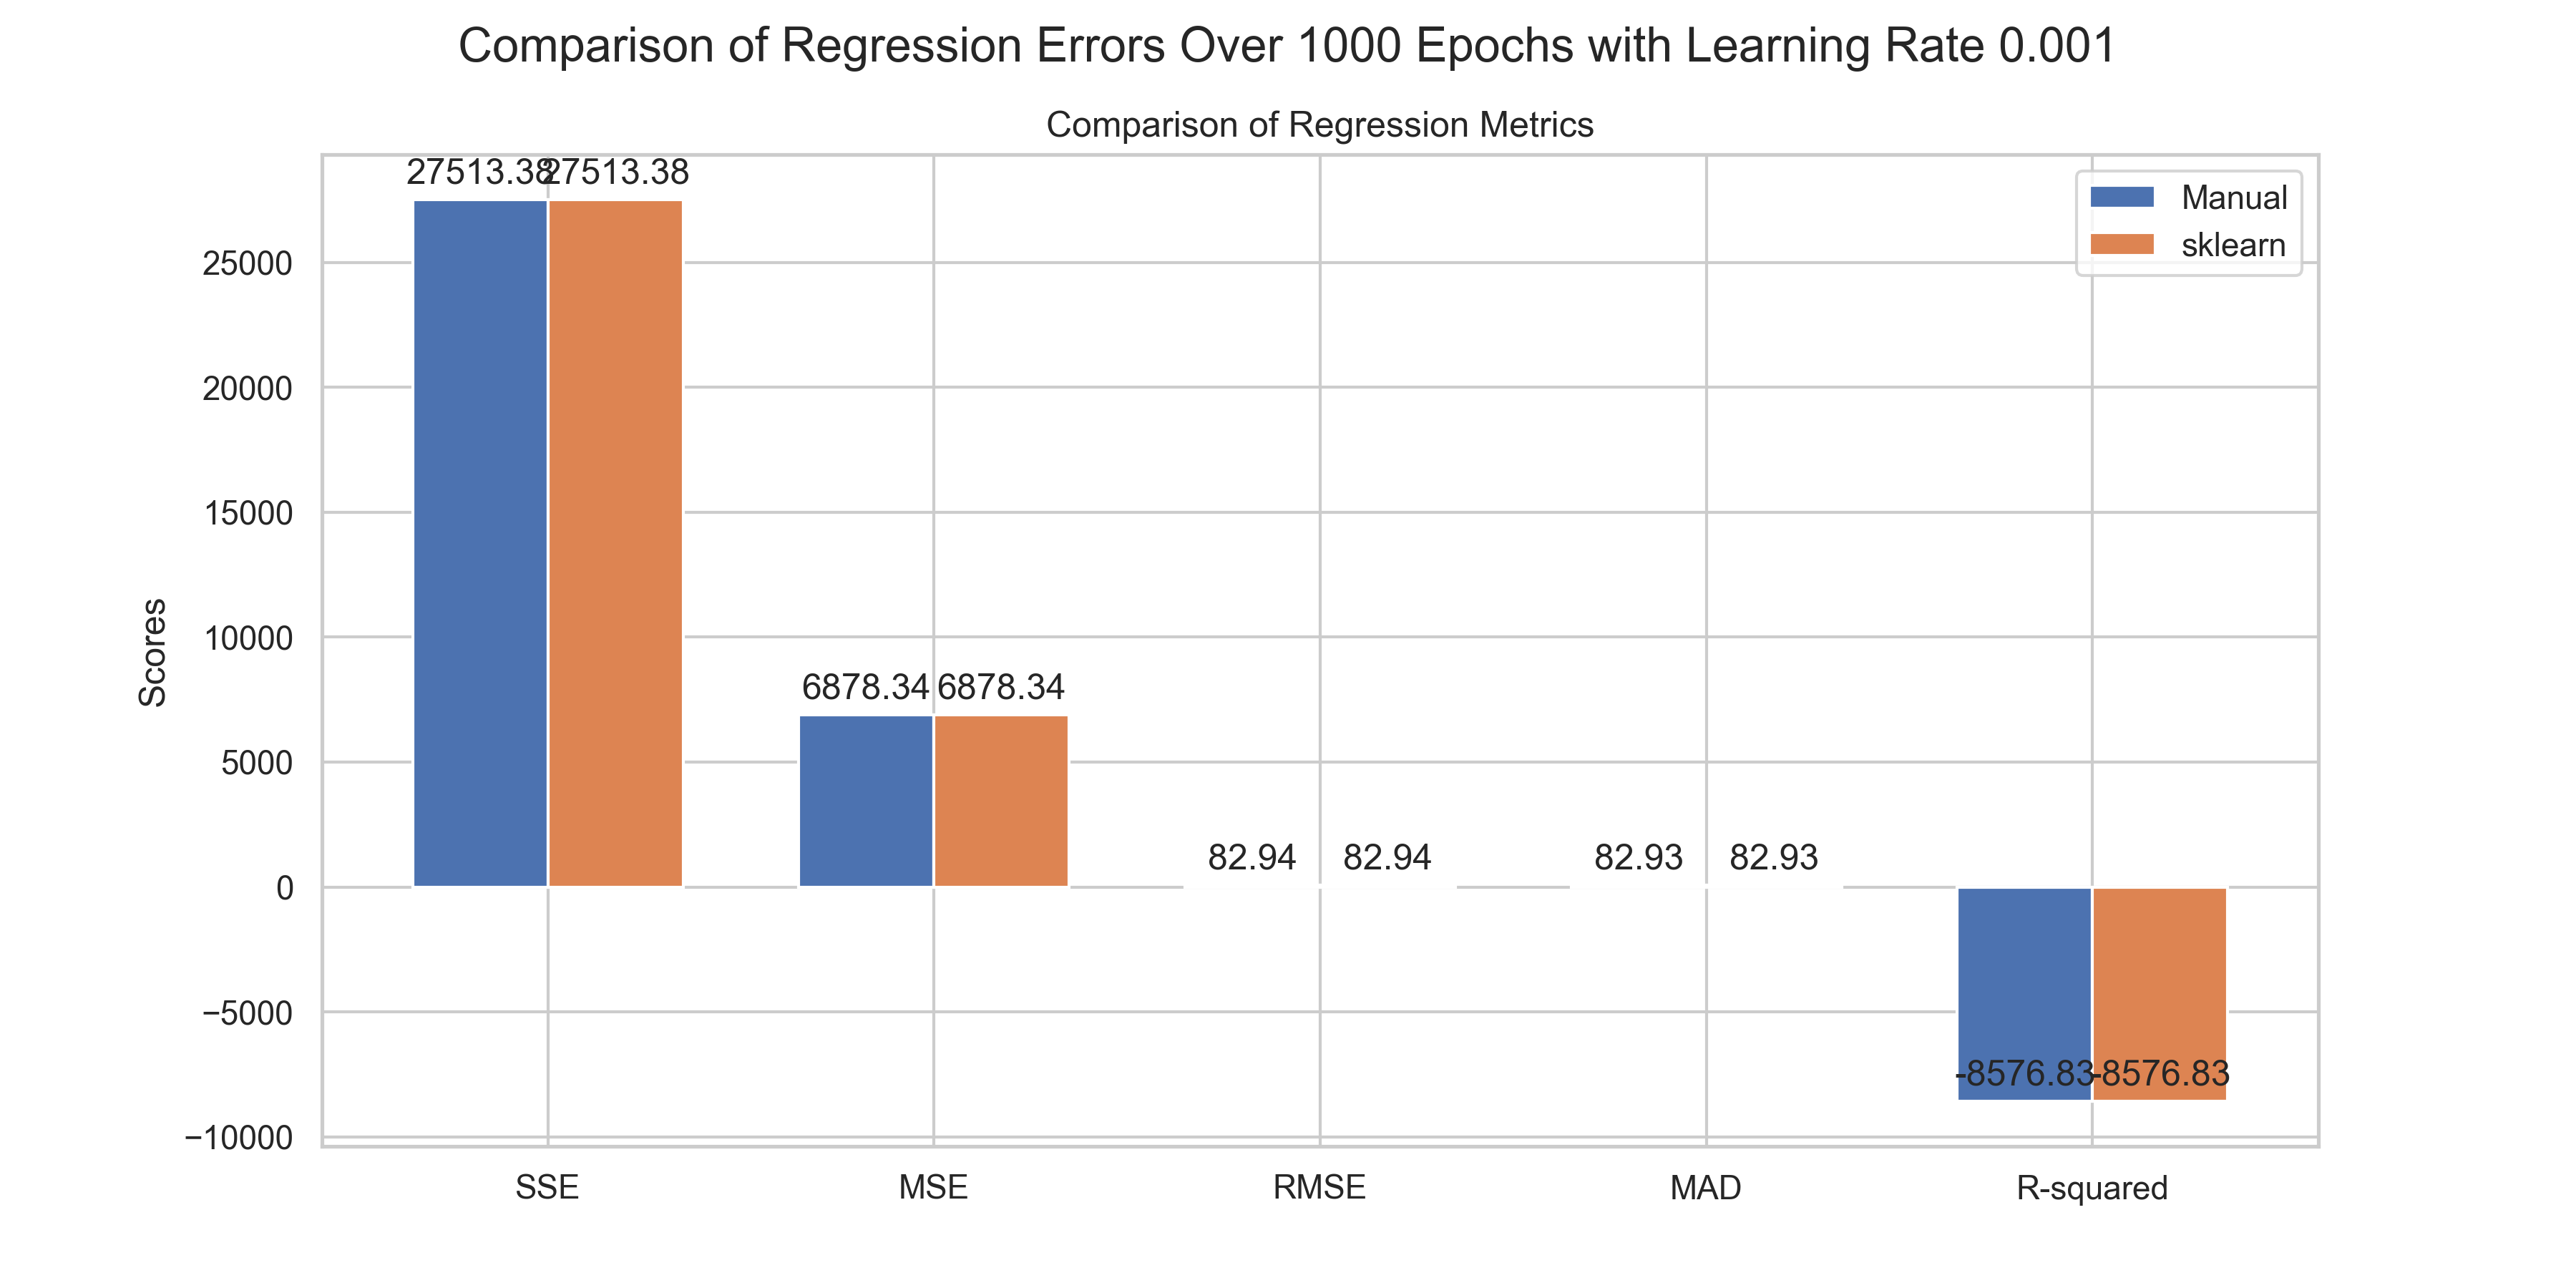 Comparison of Regression Errors Over 1000 Epochs with Learning Rate 0.001
Comparison of Regression Metrics
27513.38 27513.38
Manual
sklearn
25000
20000
15000
10000
5000
0
−5000
−10000
Scores
6878.34 6878.34
82.94 82.94
82.93 82.93
-8576.83 -8576.83
SSE MSE RMSE MAD R-squared